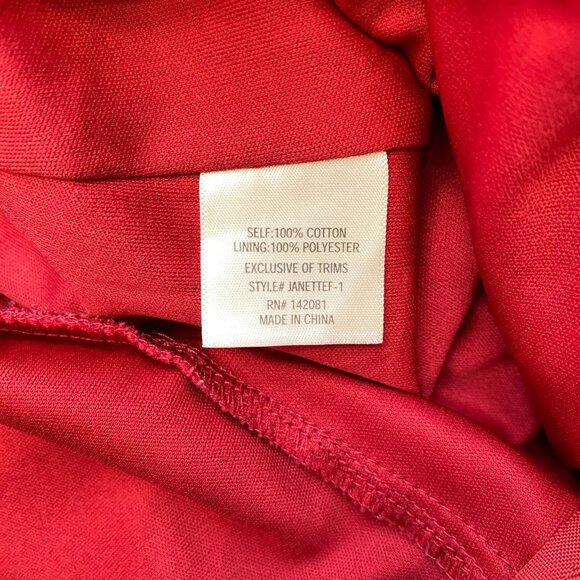 SELF:100% COTTON
LINING:100% POLYESTER
EXCLUSIVE OF TRIMS
STYLE# JANETTEF-1
RN# 142081
MADE IN CHINA